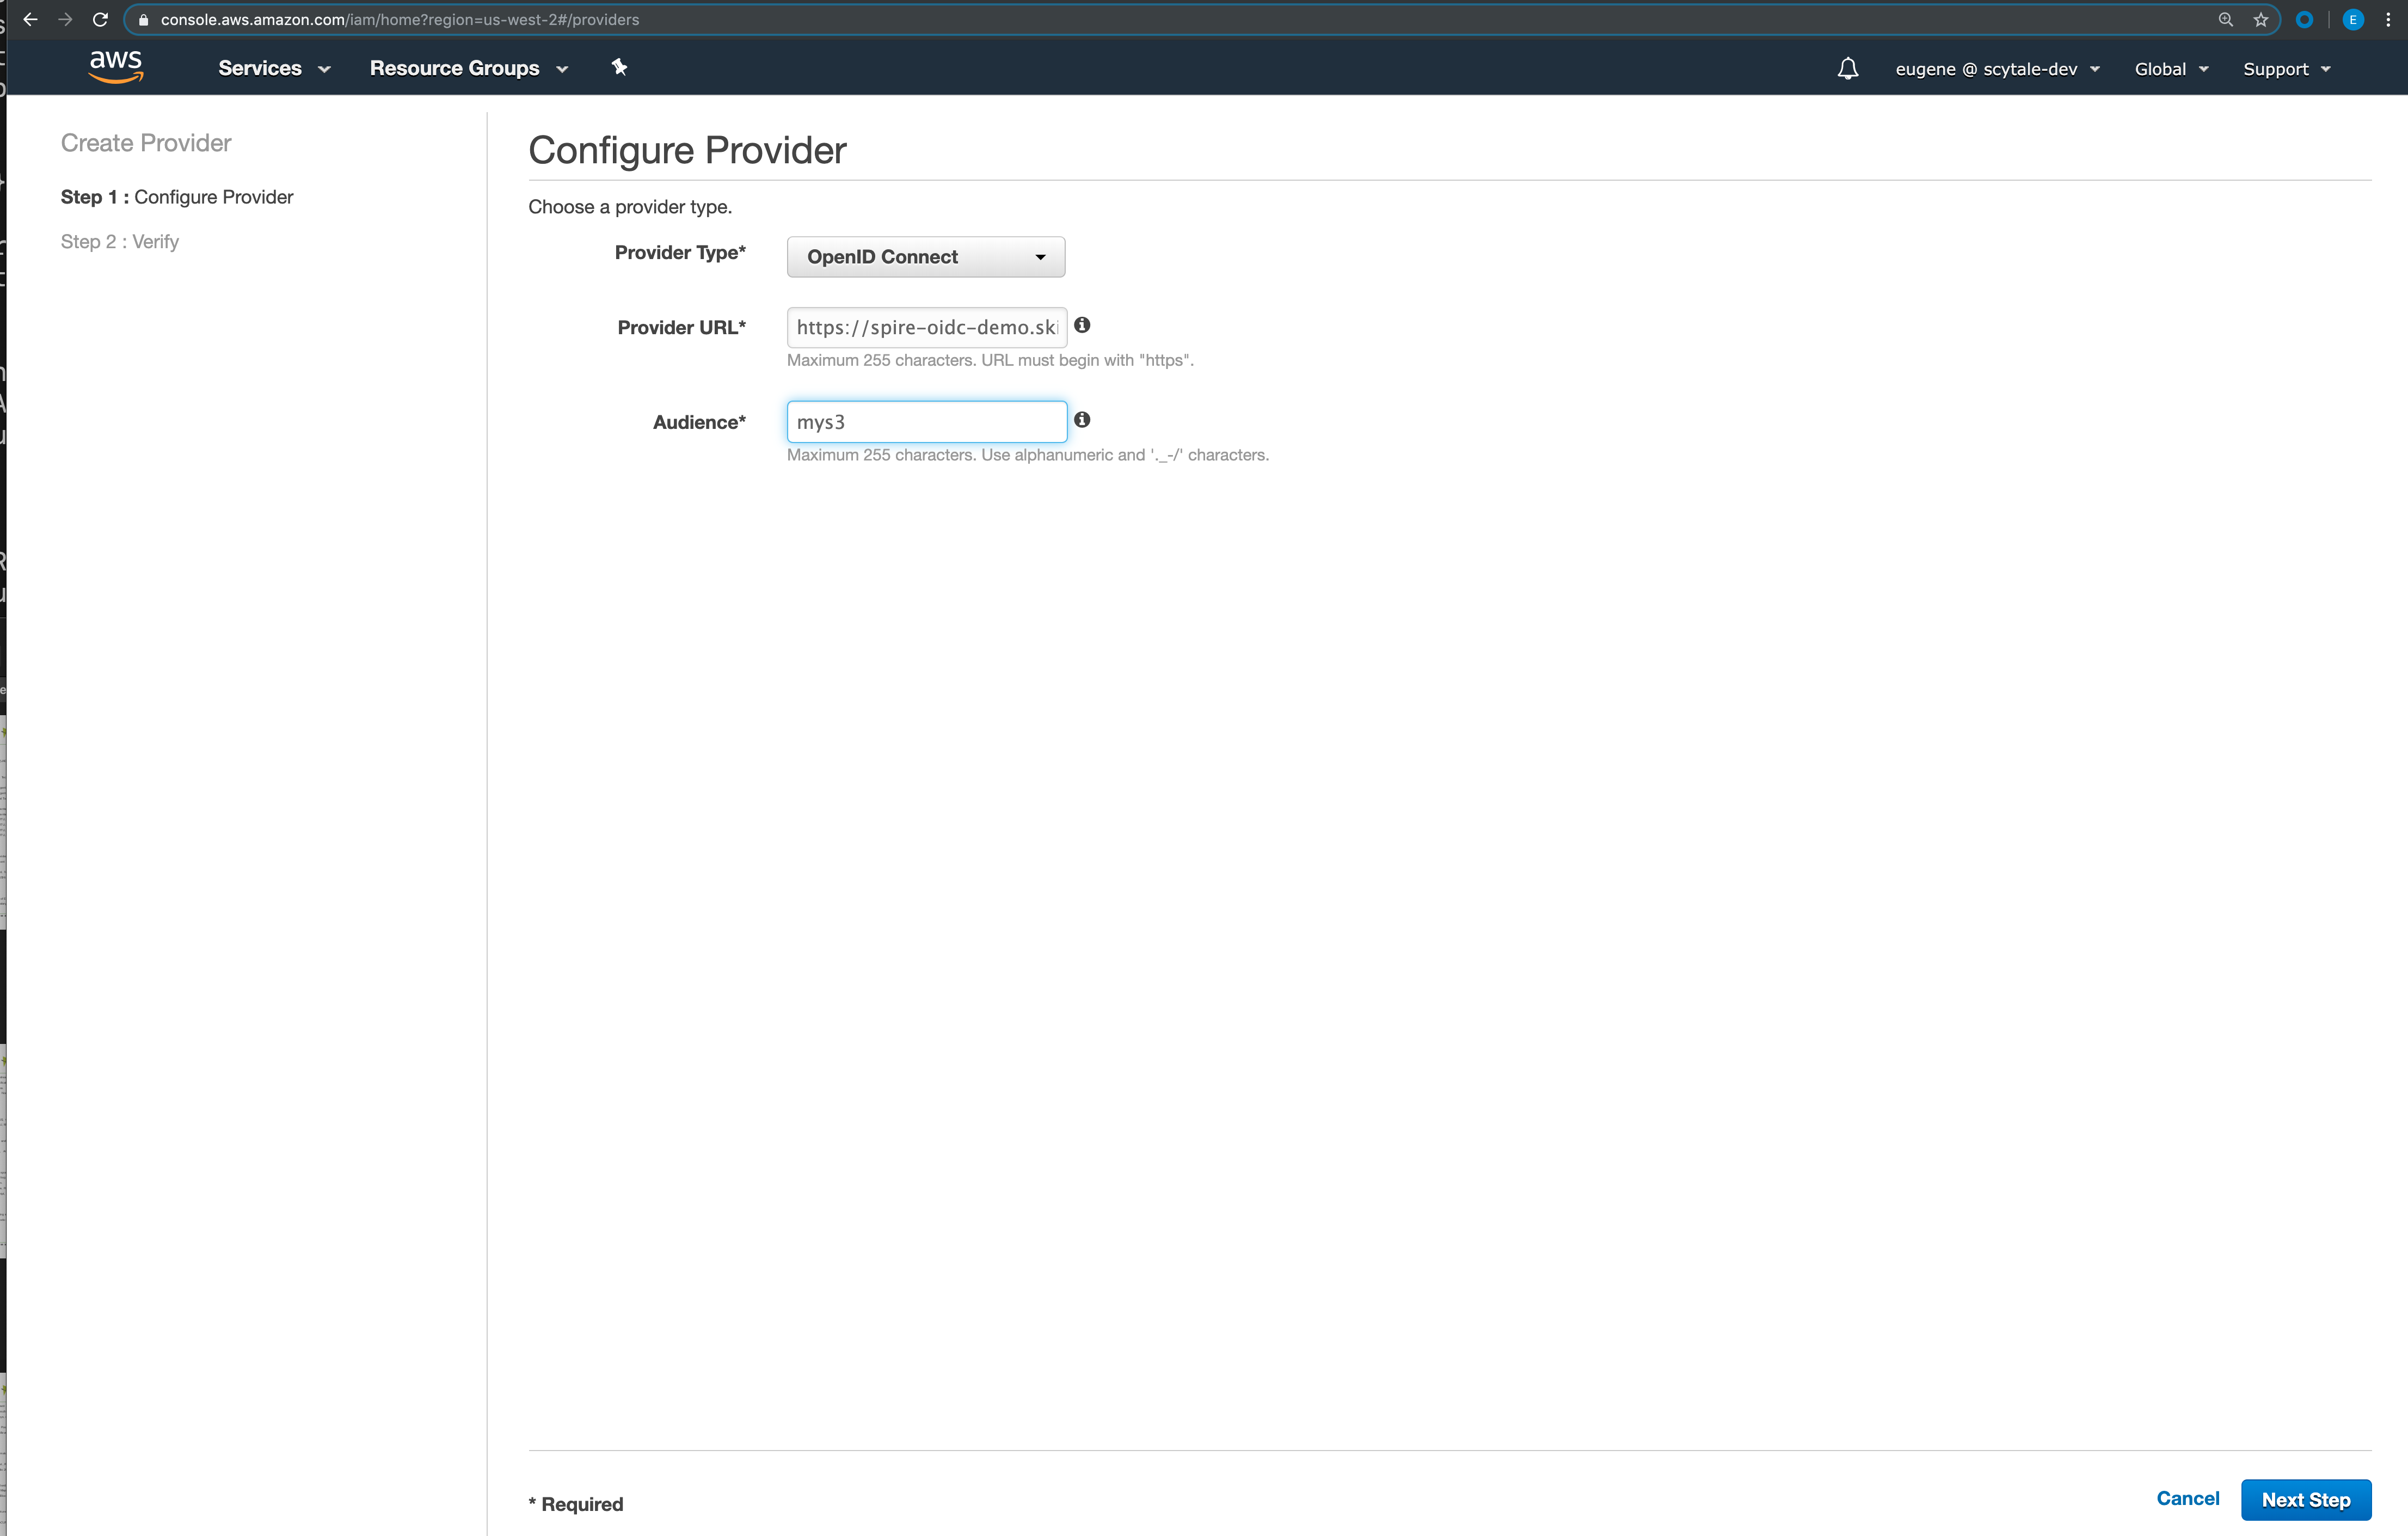 console.aws.amazon.com/iam/home?region=us-west-2#/providers
E
aws
Services
Resource Groups
eugene @ scytale-dev
Global
Support
Create Provider
Step 1 : Configure Provider
Step 2 : Verify
Configure Provider
Choose a provider type.
Provider Type*
OpenID Connect
Provider URL*
https://spire-oidc-demo.ski
Maximum 255 characters. URL must begin with "https".
Audience*
mys3
Maximum 255 characters. Use alphanumeric and '._-/' characters.
* Required
Cancel
Next Step